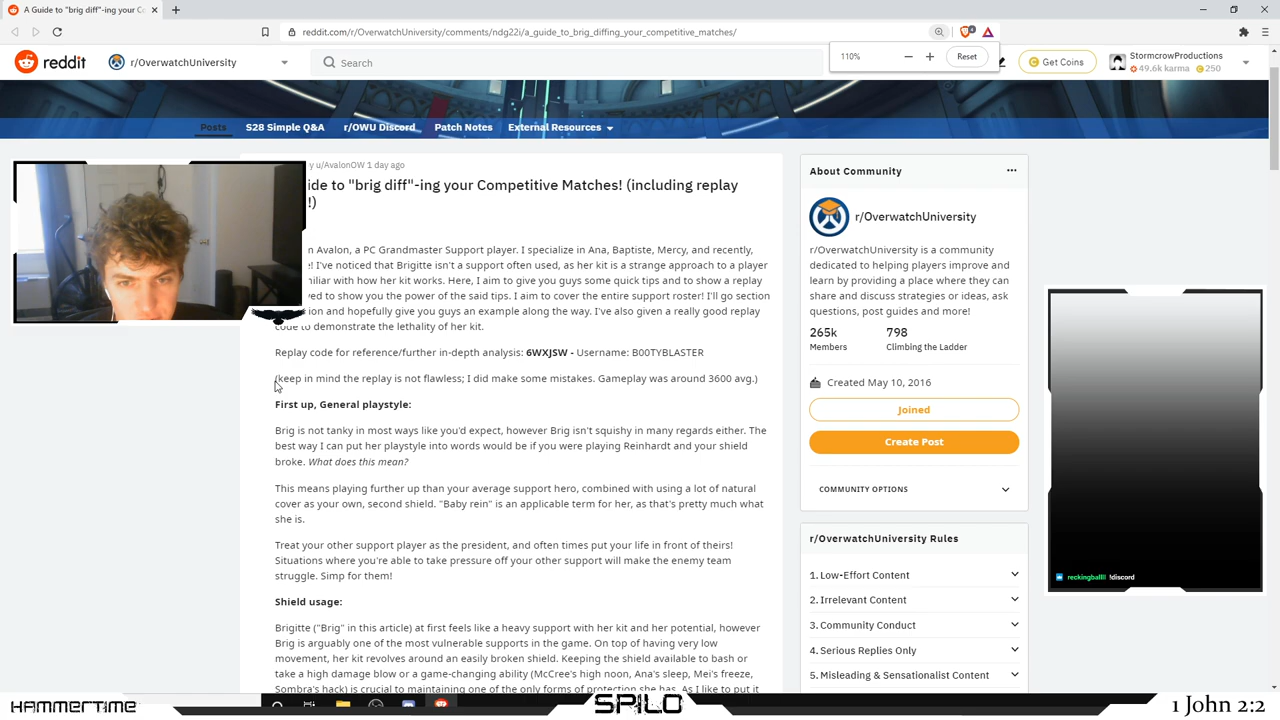 A Guide to "brig diff"-ing your C
reddit.com/r/OverwatchUniversity/comments/ndg22i/a_guide_to_brig_diffing_your_competitive_matches/
110%
Reset
reddit
r/OverwatchUniversity
Search
Get Coins
StormcrowProductions
49.6k karma 250
Posts
S28 Simple Q&A
r/OWU Discord
Patch Notes
External Resources
y u/AvalonOW 1 day ago
ide to "brig diff"-ing your Competitive Matches! (including replay
!)
n Avalon, a PC Grandmaster Support player. I specialize in Ana, Baptiste, Mercy, and recently,
e! I've noticed that Brigitte isn't a support often used, as her kit is a strange approach to a player
iliar with how her kit works. Here, I aim to give you guys some quick tips and to show a replay
ved to show you the power of the said tips. I aim to cover the entire support roster! I'll go section
ion and hopefully give you guys an example along the way. I've also given a really good replay
code to demonstrate the lethality of her kit.
Replay code for reference/further in-depth analysis: 6WXJSW - Username: B00TYBLASTER
(keep in mind the replay is not flawless; I did make some mistakes. Gameplay was around 3600 avg.)
First up, General playstyle:
Brig is not tanky in most ways like you'd expect, however Brig isn't squishy in many regards either. The
best way I can put her playstyle into words would be if you were playing Reinhardt and your shield
broke. What does this mean?
This means playing further up than your average support hero, combined with using a lot of natural
cover as your own, second shield. "Baby rein" is an applicable term for her, as that's pretty much what
she is.
Treat your other support player as the president, and often times put your life in front of theirs!
Situations where you're able to take pressure off your other support will make the enemy team
struggle. Simp for them!
Shield usage:
Brigitte ("Brig" in this article) at first feels like a heavy support with her kit and her potential, however
Brig is arguably one of the most vulnerable supports in the game. On top of having very low
movement, her kit revolves around an easily broken shield. Keeping the shield available to bash or
take a high damage blow or a game-changing ability (McCree's high noon, Ana's sleep, Mei's freeze,
Sombra's hack) is crucial to maintaining one of the only forms of protection she has. As I like to put it
About Community
r/OverwatchUniversity
r/OverwatchUniversity is a community
dedicated to helping players improve and
learn by providing a place where they can
share and discuss strategies or ideas, ask
questions, post guides and more!
265k
Members
798
Climbing the Ladder
Created May 10, 2016
Joined
Create Post
COMMUNITY OPTIONS
r/OverwatchUniversity Rules
1. Low-Effort Content
2. Irrelevant Content
3. Community Conduct
4. Serious Replies Only
5. Misleading & Sensationalist Content
reckingballl! !discord
HAMMERTIME
SPILO
1 John 2:2